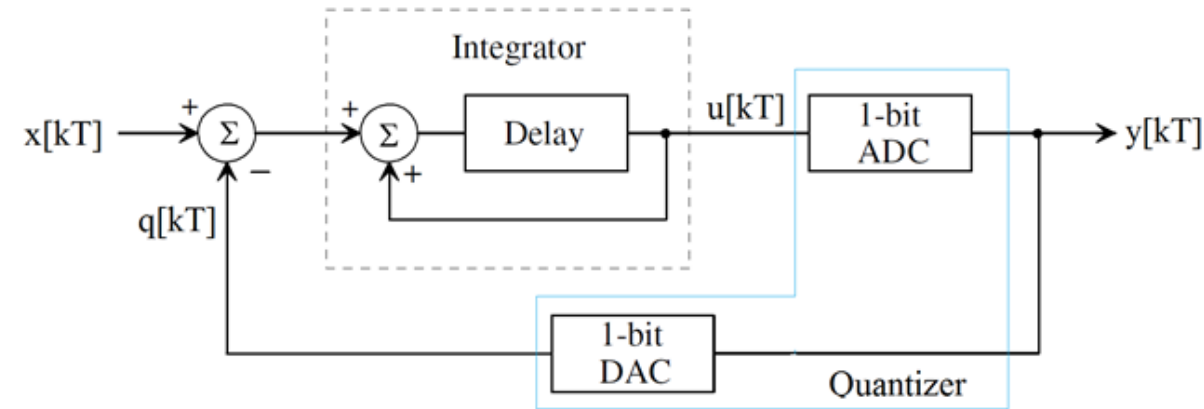 Integrator
+
x[kT]
Σ
−
+
Σ
+
Delay
u[kT]
1-bit
ADC
y[kT]
q[kT]
1-bit
DAC
Quantizer